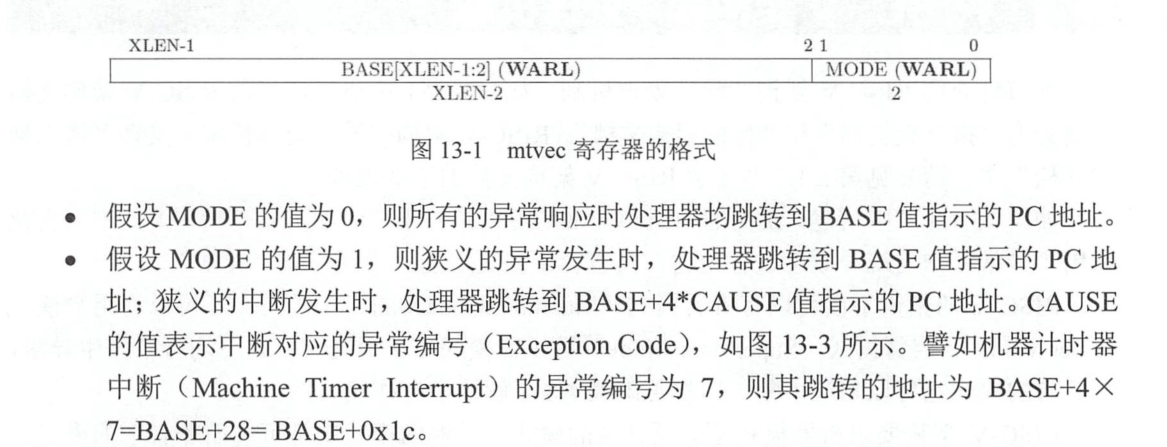 XLEN-1 2 1 0
BASE[XLEN-1:2] (WARL) MODE (WARL)
XLEN-2 2
图 13-1 mtvec 寄存器的格式
● 假设 MODE 的值为 0，则所有的异常响应时处理器均跳转到 BASE 值指示的 PC 地址。
● 假设 MODE 的值为 1，则狭义的异常发生时，处理器跳转到 BASE 值指示的 PC 地
址；狭义的中断发生时，处理器跳转到 BASE+4*CAUSE 值指示的 PC 地址。CAUSE
的值表示中断对应的异常编号（Exception Code），如图 13-3 所示。譬如机器计时器
中断（Machine Timer Interrupt）的异常编号为 7，则其跳转的地址为 BASE+4×
7=BASE+28= BASE+0x1c。